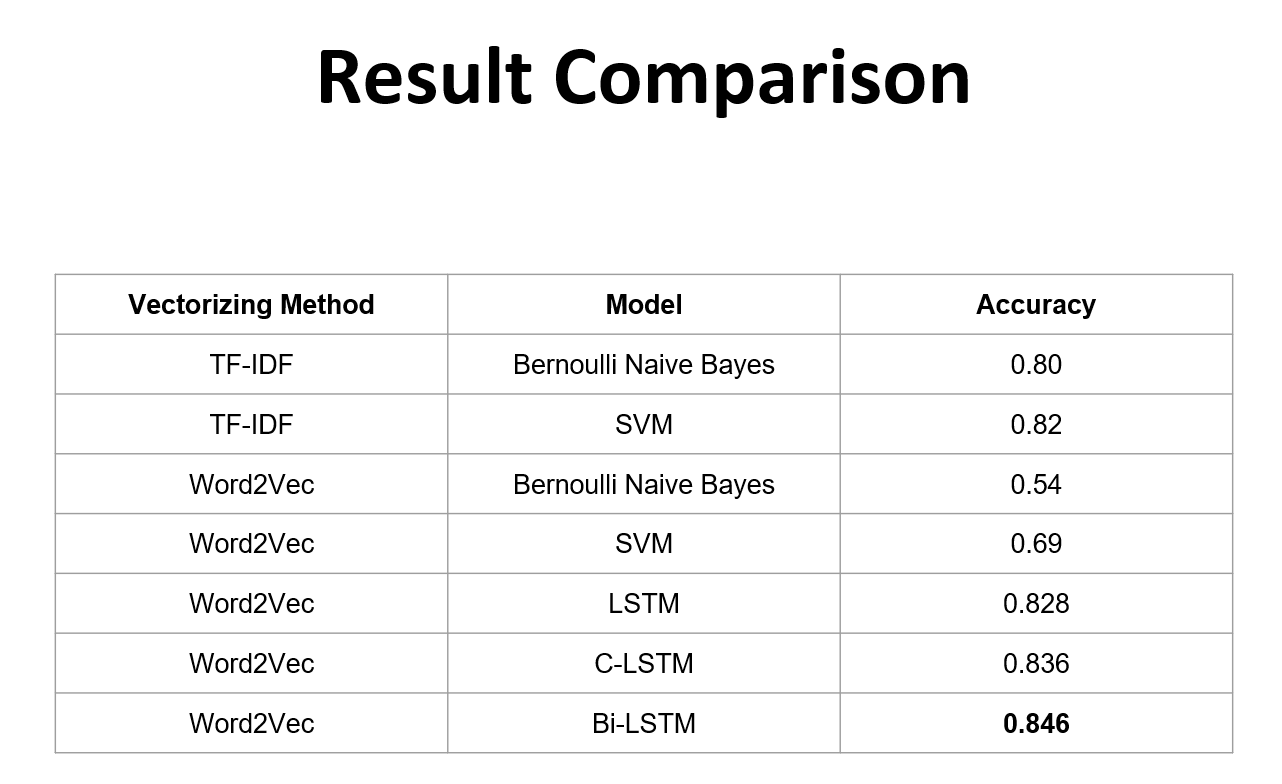 Result Comparison
Vectorizing Method Model Accuracy
TF-IDF Bernoulli Naive Bayes 0.80
TF-IDF SVM 0.82
Word2Vec Bernoulli Naive Bayes 0.54
Word2Vec SVM 0.69
Word2Vec LSTM 0.828
Word2Vec C-LSTM 0.836
Word2Vec Bi-LSTM 0.846